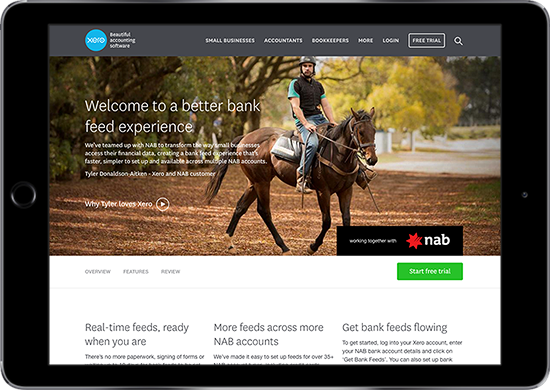 xero
Beautiful
accounting
software
SMALL BUSINESSES ACCOUNTANTS BOOKKEEPERS MORE LOGIN FREE TRIAL
Welcome to a better bank
feed experience
We've teamed up with NAB to transform the way small businesses
access their financial data, creating a bank feed experience that's
faster, simpler to set up and available across multiple NAB accounts.
Tyler Donaldson-Aitken - Xero and NAB customer
Why Tyler loves Xero
working together with nab
OVERVIEW FEATURES REVIEW
Start free trial
Real-time feeds, ready
when you are
There's no more paperwork, signing of forms or
More feeds across more
NAB accounts
We've made it easy to set up feeds for over 35+
Get bank feeds flowing
To get started, log into your Xero account, enter
your NAB bank account details and click on
'Get Bank Feeds'. You can also set up bank